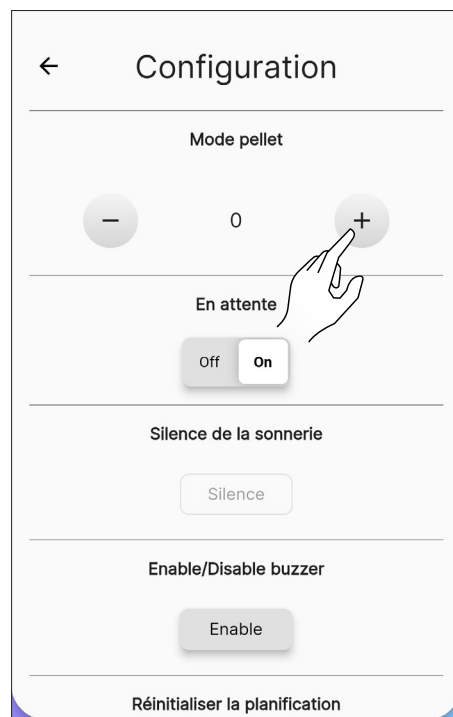 Configuration
Mode pellet
− 0 +
En attente
Off On
Silence de la sonnerie
Silence
Enable/Disable buzzer
Enable
Réinitialiser la planification